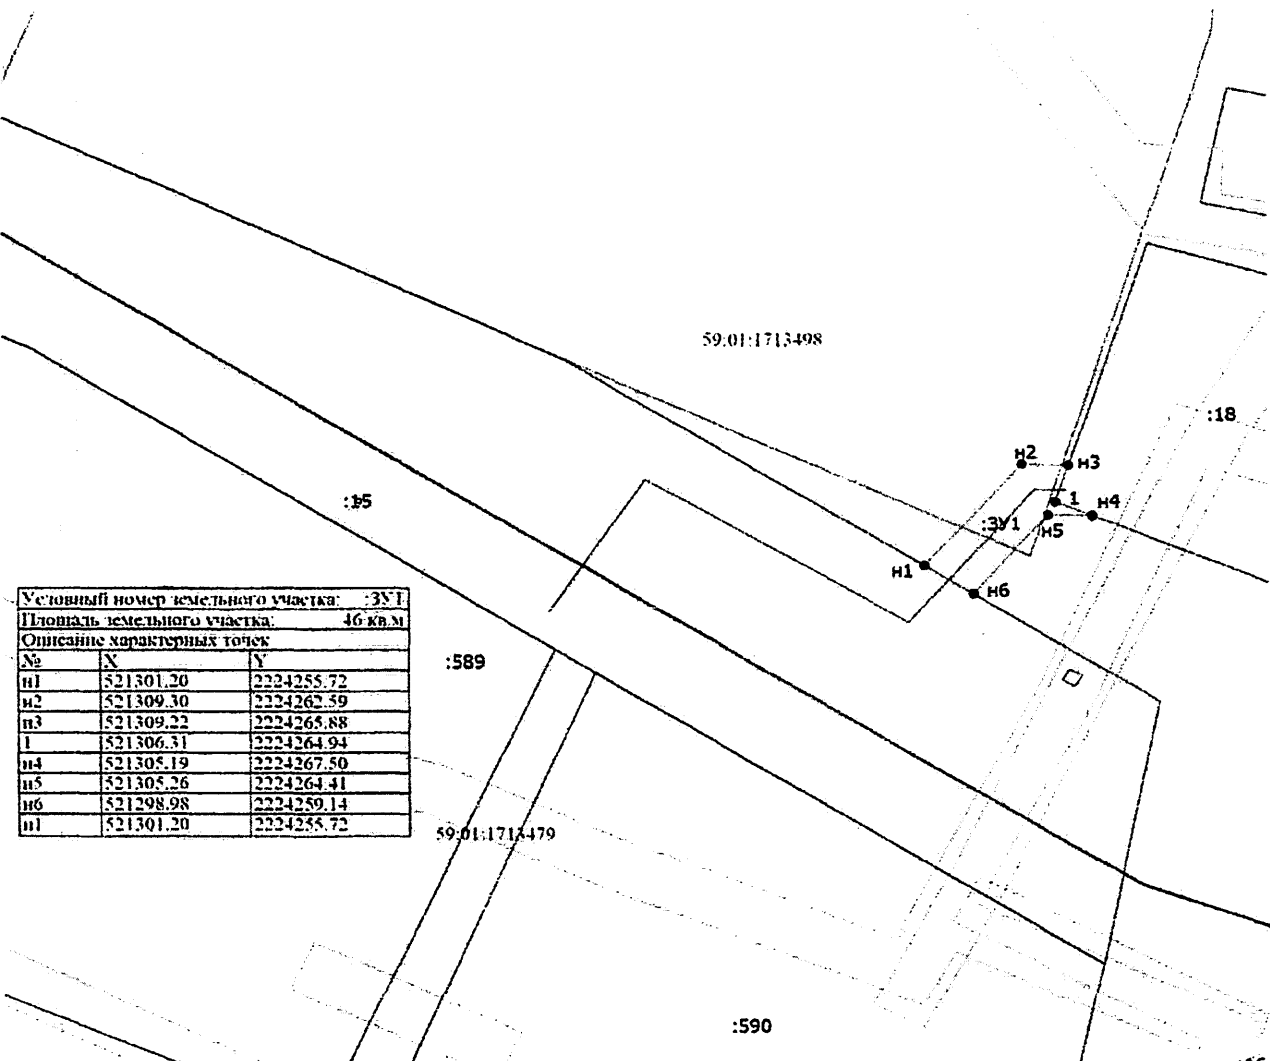 59:01:1713498
:18
н2
н3
:15
1
н4
:ЗУ1
н5
н1
н6
Условный номер земельного участка: :ЗУ1
Площадь земельного участка: 46 кв.м
Описание характерных точек
№ X Y
н1 521301.20 2224255.72
н2 521309.30 2224262.59
н3 521309.22 2224265.88
1 521306.31 2224264.94
н4 521305.19 2224267.50
н5 521305.26 2224264.41
н6 521298.98 2224259.14
н1 521301.20 2224255.72
:589
59:01:1713479
:590